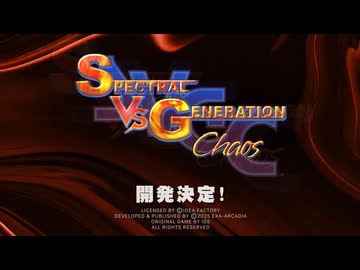 SPECTRAL
VS GENERATION
Chaos
開発決定!
LICENSED BY ©IDEA FACTORY
DEVELOPED & PUBLISHED BY ©2025 EXA-ARCADIA
ORIGINAL GAME BY IGS
ALL RIGHTS RESERVED